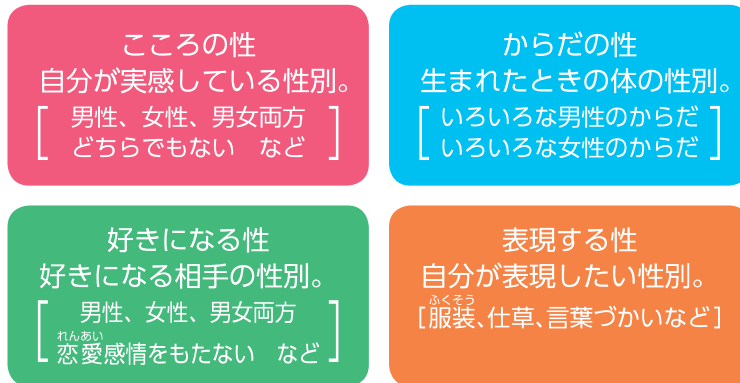 こころの性
自分が実感している性別。
[男性、女性、男女両方
どちらでもない　など]
からだの性
生まれたときの体の性別。
[いろいろな男性のからだ
いろいろな女性のからだ]
好きになる性
好きになる相手の性別。
[男性、女性、男女両方
れんあい
恋愛感情をもたない　など]
表現する性
自分が表現したい性別。
ふくそう
[服装、仕草、言葉づかいなど]